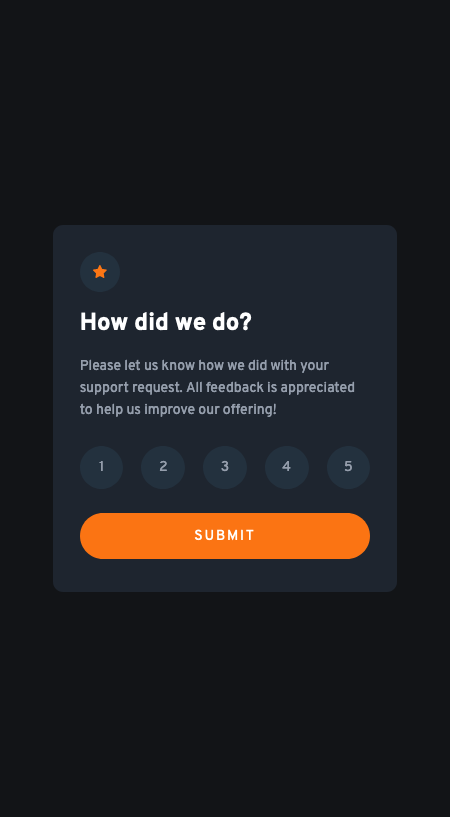 How did we do?
Please let us know how we did with your
support request. All feedback is appreciated
to help us improve our offering!
1 2 3 4 5
SUBMIT